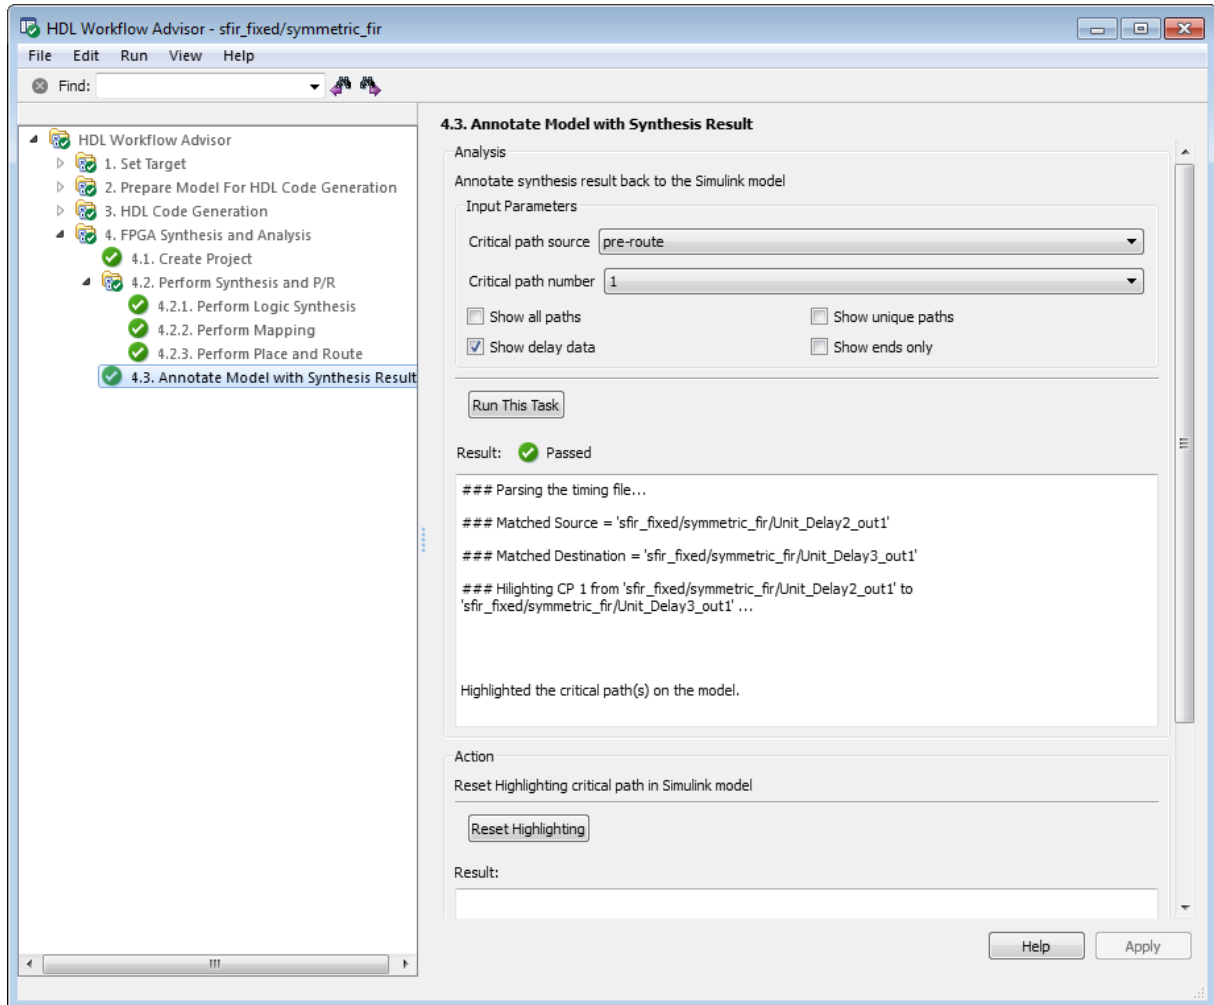 HDL Workflow Advisor - sfir_fixed/symmetric_fir
File Edit Run View Help
Find:
HDL Workflow Advisor
1. Set Target
2. Prepare Model For HDL Code Generation
3. HDL Code Generation
4. FPGA Synthesis and Analysis
4.1. Create Project
4.2. Perform Synthesis and P/R
4.2.1. Perform Logic Synthesis
4.2.2. Perform Mapping
4.2.3. Perform Place and Route
4.3. Annotate Model with Synthesis Result
4.3. Annotate Model with Synthesis Result
Analysis
Annotate synthesis result back to the Simulink model
Input Parameters
Critical path source pre-route
Critical path number 1
Show all paths Show unique paths
Show delay data Show ends only
Run This Task
Result: Passed
### Parsing the timing file...
### Matched Source = 'sfir_fixed/symmetric_fir/Unit_Delay2_out1'
### Matched Destination = 'sfir_fixed/symmetric_fir/Unit_Delay3_out1'
### Hilighting CP 1 from 'sfir_fixed/symmetric_fir/Unit_Delay2_out1' to
'sfir_fixed/symmetric_fir/Unit_Delay3_out1' ...
Highlighted the critical path(s) on the model.
Action
Reset Highlighting critical path in Simulink model
Reset Highlighting
Result:
Help Apply